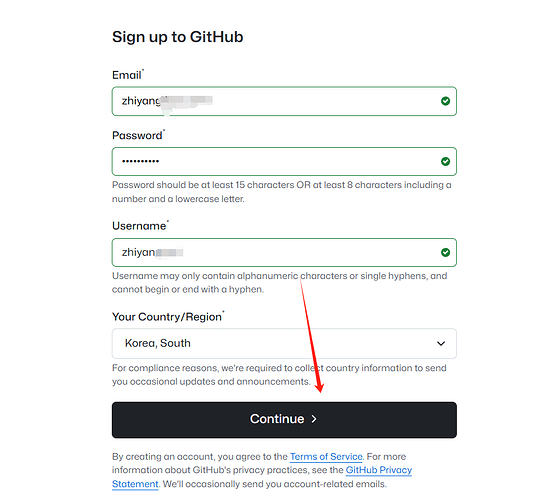 Sign up to GitHub
Email*
zhiyang
Password*
••••••••••
Password should be at least 15 characters OR at least 8 characters including a
number and a lowercase letter.
Username*
zhiyan
Username may only contain alphanumeric characters or single hyphens, and
cannot begin or end with a hyphen.
Your Country/Region*
Korea, South
For compliance reasons, we're required to collect country information to send
you occasional updates and announcements.
Continue >
By creating an account, you agree to the Terms of Service. For more
information about GitHub's privacy practices, see the GitHub Privacy
Statement. We'll occasionally send you account-related emails.